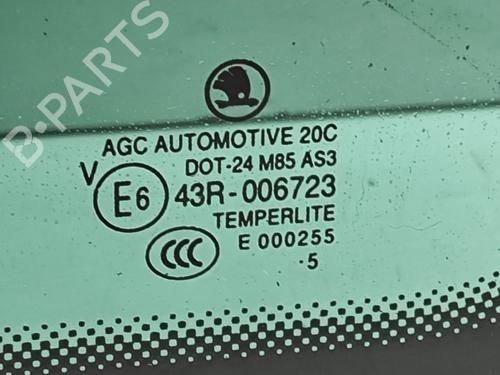 B-PARTS
AGC AUTOMOTIVE 20C
DOT-24 M85 AS3
V E6 43R-006723
TEMPERLITE
CCC E 000255
.5